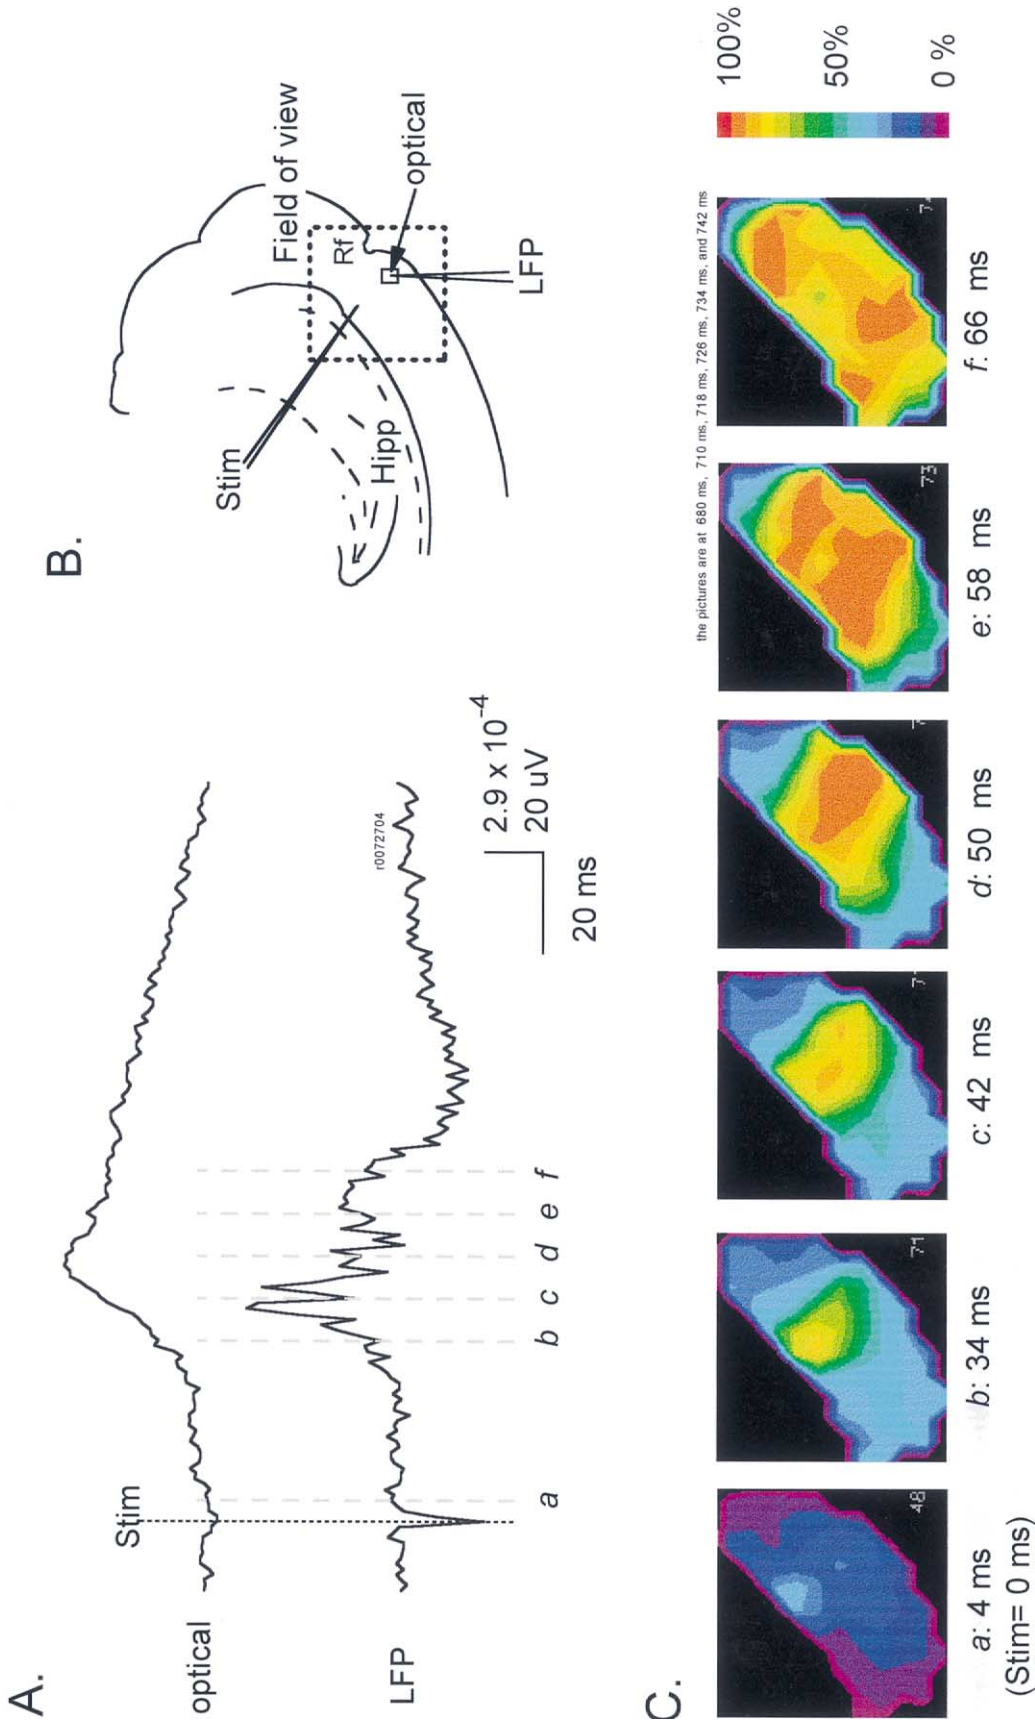 A.
Stim
optical
LFP
a
b
c
d
e
f
r0072704
2.9 x 10-4
20 uV
20 ms
B.
Stim
Field of view
Rf
Hipp
optical
LFP
C.
the pictures are at 680 ms, 710 ms, 718 ms, 726 ms, 734 ms, and 742 ms
48
71
7
73
7
a: 4 ms
b: 34 ms
c: 42 ms
d: 50 ms
e: 58 ms
f: 66 ms
(Stim= 0 ms)
100%
50%
0 %